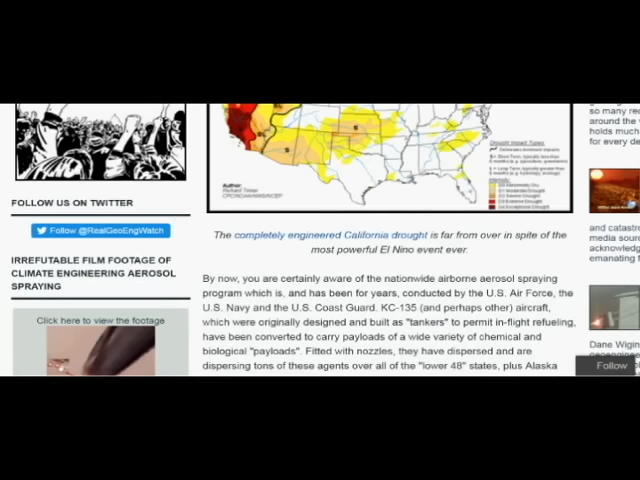 FOLLOW US ON TWITTER
Follow @RealGeoEngWatch
IRREFUTABLE FILM FOOTAGE OF
CLIMATE ENGINEERING AEROSOL
SPRAYING
Click here to view the footage
Drought Impact Types:
Author:
The completely engineered California drought is far from over in spite of the
most powerful El Nino event ever.
By now, you are certainly aware of the nationwide airborne aerosol spraying
program which is, and has been for years, conducted by the U.S. Air Force, the
U.S. Navy and the U.S. Coast Guard. KC-135 (and perhaps other) aircraft,
which were originally designed and built as "tankers" to permit in-flight refueling,
have been converted to carry payloads of a wide variety of chemical and
biological "payloads". Fitted with nozzles, they have dispersed and are
dispersing tons of these agents over all of the "lower 48" states, plus Alaska
so many
around the
holds much
for every
and
media
Dane
Follow